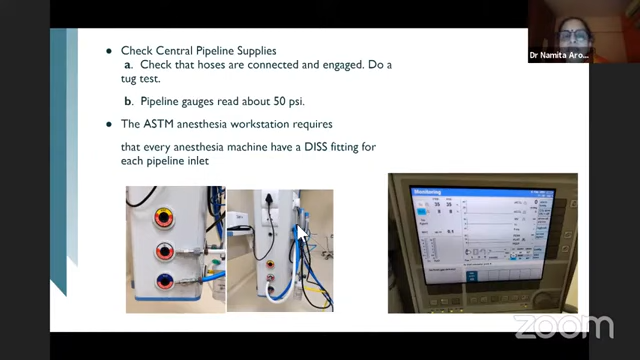 Check Central Pipeline Supplies
a. Check that hoses are connected and engaged. Do a
tug test.
b. Pipeline gauges read about 50 psi.
The ASTM anesthesia workstation requires
that every anesthesia machine have a DISS fitting for
each pipeline inlet
Dr Namita Aro...
Monitoring
35 35
zoom